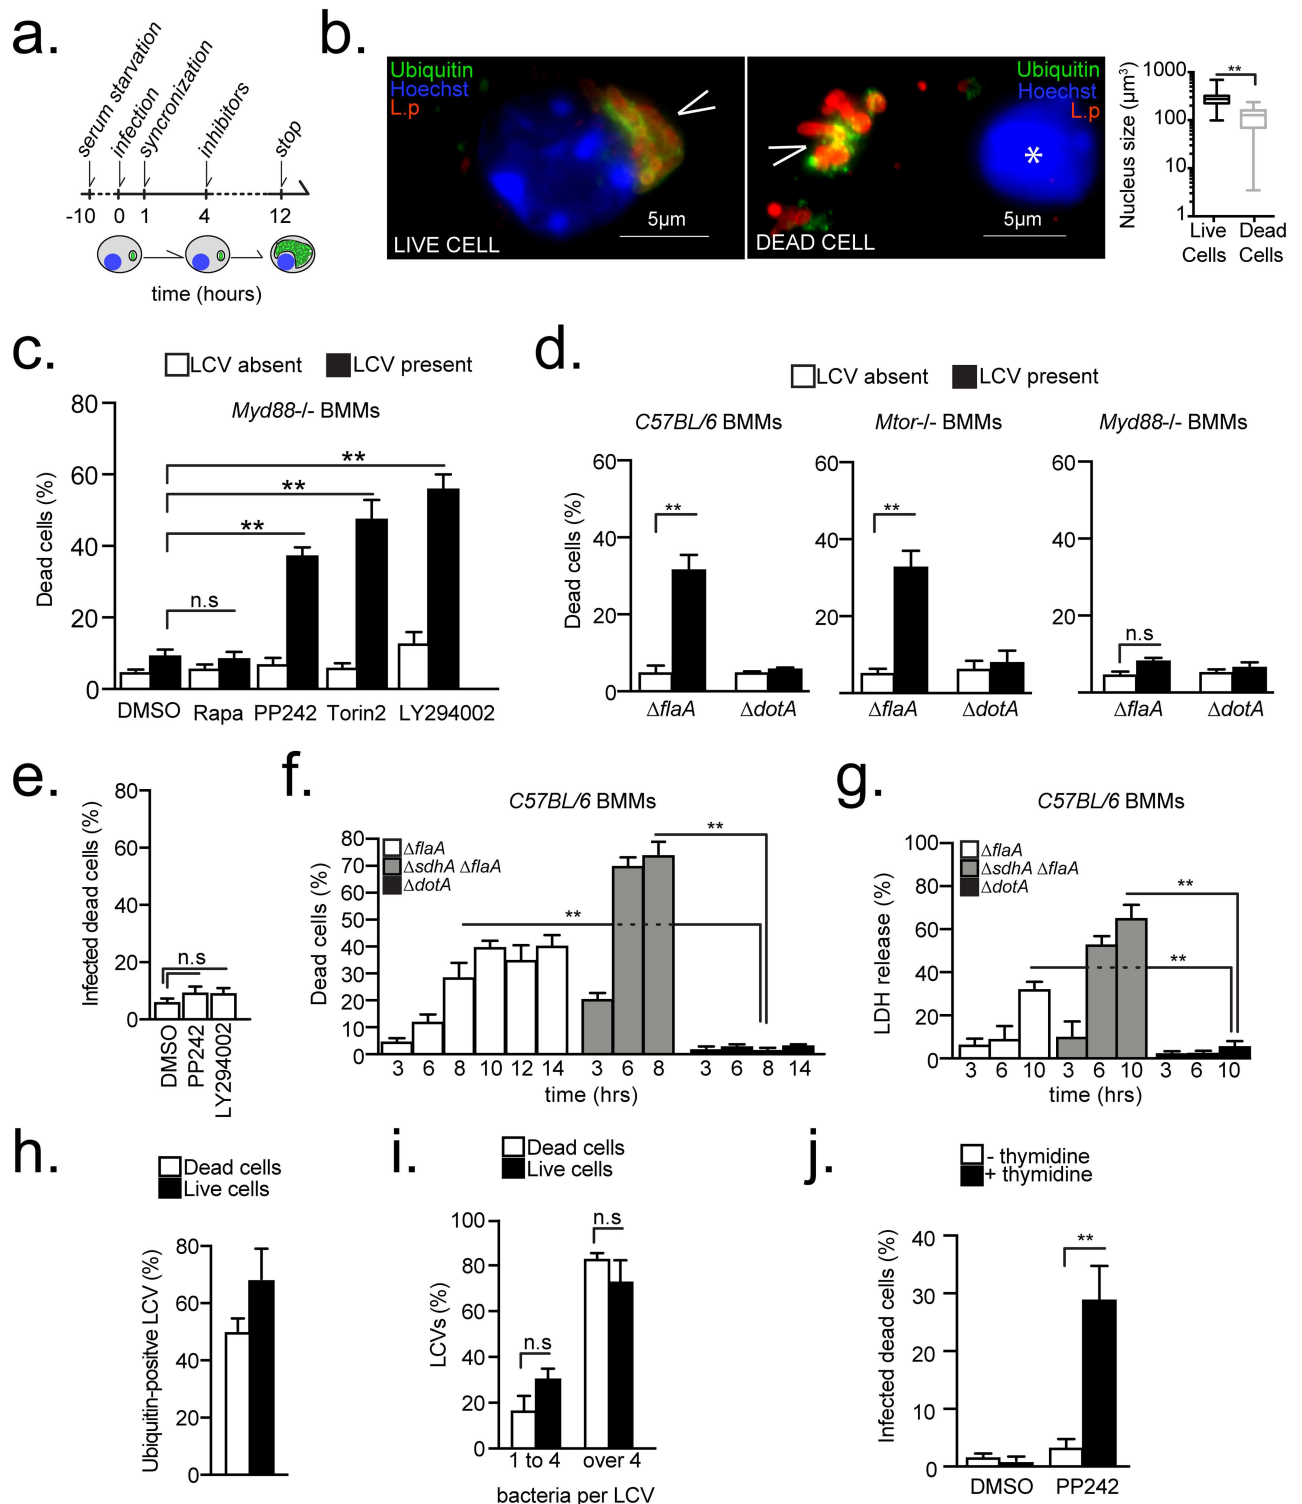 a.
serum starvation
infection
syncronization
inhibitors
stop
-10 0 1 4 12
time (hours)
b.
Ubiquitin
Hoechst
L.p
5µm
LIVE CELL
Ubiquitin
Hoechst
L.p
*
5µm
DEAD CELL
Nucleus size (µm³)
1000
100
10
1
**
Live Cells
Dead Cells
c.
LCV absent LCV present
Myd88-/- BMMs
Dead cells (%)
80
60
40
20
0
n.s
**
**
**
DMSO Rapa PP242 Torin2 LY294002
d.
LCV absent LCV present
C57BL/6 BMMs
Dead cells (%)
60
40
20
0
**
ΔflaA ΔdotA
Mtor-/- BMMs
60
40
20
**
ΔflaA ΔdotA
Myd88-/- BMMs
60
40
20
n.s
ΔflaA ΔdotA
e.
Infected dead cells (%)
80
60
40
20
0
n.s
DMSO
PP242
LY294002
f.
C57BL/6 BMMs
ΔflaA
ΔsdhA ΔflaA
ΔdotA
Dead cells (%)
80
70
60
50
40
30
20
10
0
**
**
3 6 8 10 12 14 3 6 8 3 6 8 14
time (hrs)
g.
C57BL/6 BMMs
ΔflaA
ΔsdhA ΔflaA
ΔdotA
LDH release (%)
100
80
60
40
20
0
**
**
3 6 10 3 6 10 3 6 10
time (hrs)
h.
Dead cells
Live cells
Ubiquitin-positve LCV (%)
80
60
40
20
0
i.
Dead cells
Live cells
LCVs (%)
100
80
60
40
20
0
n.s
n.s
1 to 4 over 4
bacteria per LCV
j.
- thymidine
+ thymidine
Infected dead cells (%)
40
30
20
10
0
**
DMSO PP242